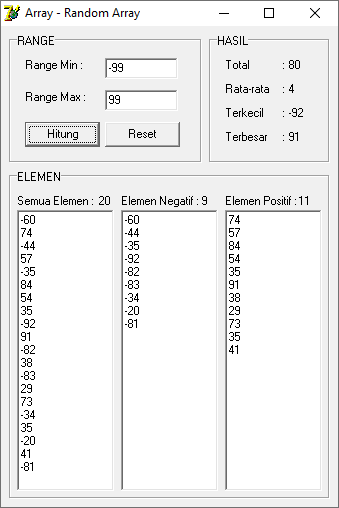 Array - Random Array
RANGE
Range Min :
-99
Range Max :
99
Hitung
Reset
HASIL
Total : 80
Rata-rata : 4
Terkecil : -92
Terbesar : 91
ELEMEN
Semua Elemen : 20
-60
74
-44
57
-35
84
54
35
-92
91
-82
38
-83
29
73
-34
35
-20
41
-81
Elemen Negatif : 9
-60
-44
-35
-92
-82
-83
-34
-20
-81
Elemen Positif : 11
74
57
84
54
35
91
38
29
73
35
41